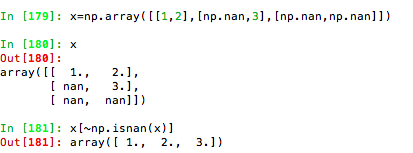 In [179]: x=np.array([[1,2],[np.nan,3],[np.nan,np.nan]])
In [180]: x
Out[180]:
array([[  1.,   2.],
       [ nan,   3.],
       [ nan,  nan]])
In [181]: x[~np.isnan(x)]
Out[181]: array([ 1.,  2.,  3.])